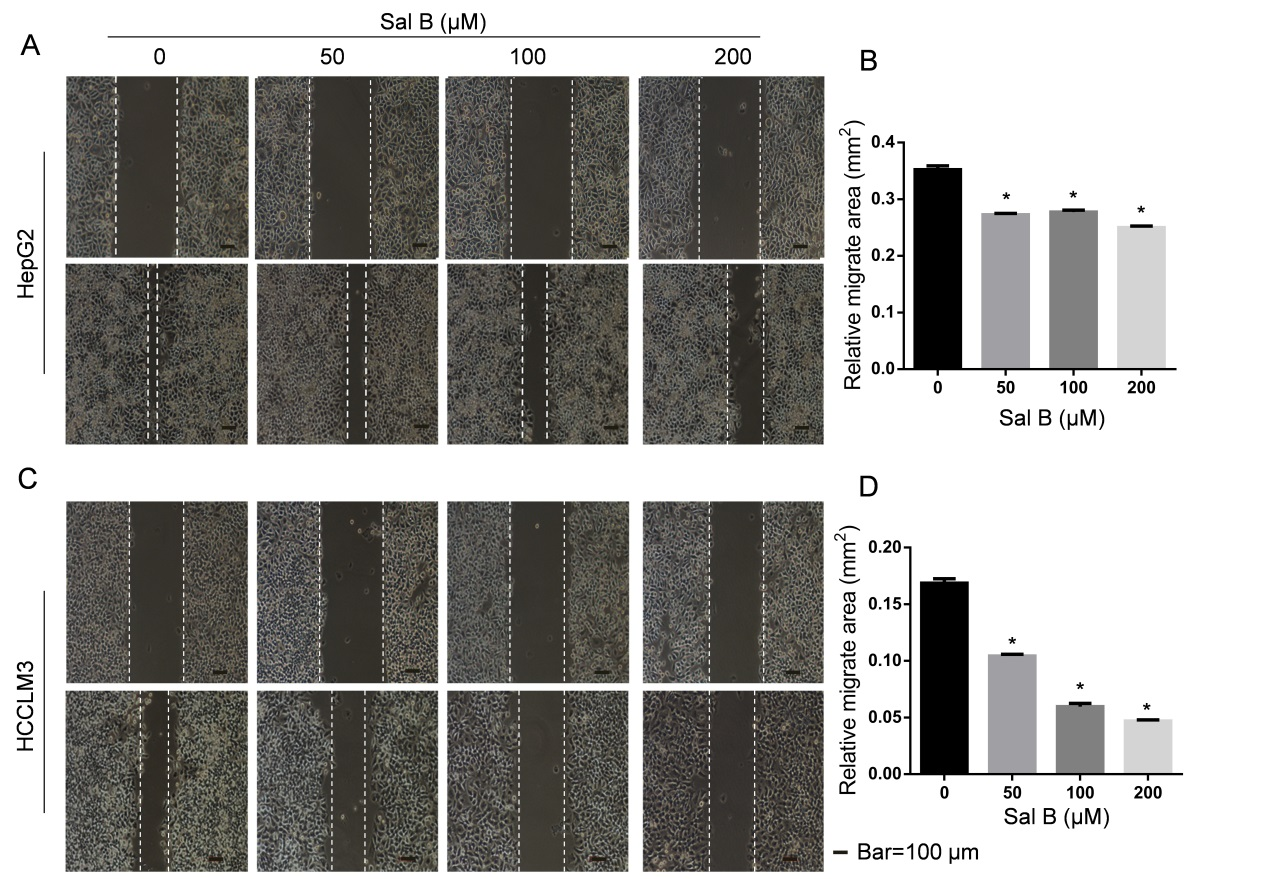 Sal B (µM)
A
0 50 100 200
HepG2
B
Relative migrate area (mm2)
0.4
0.3
0.2
0.1
0.0
* * *
0 50 100 200
Sal B (µM)
C
HCCLM3
D
Relative migrate area (mm2)
0.20
0.15
0.10
0.05
0.00
* * *
0 50 100 200
Sal B (µM)
Bar=100 µm